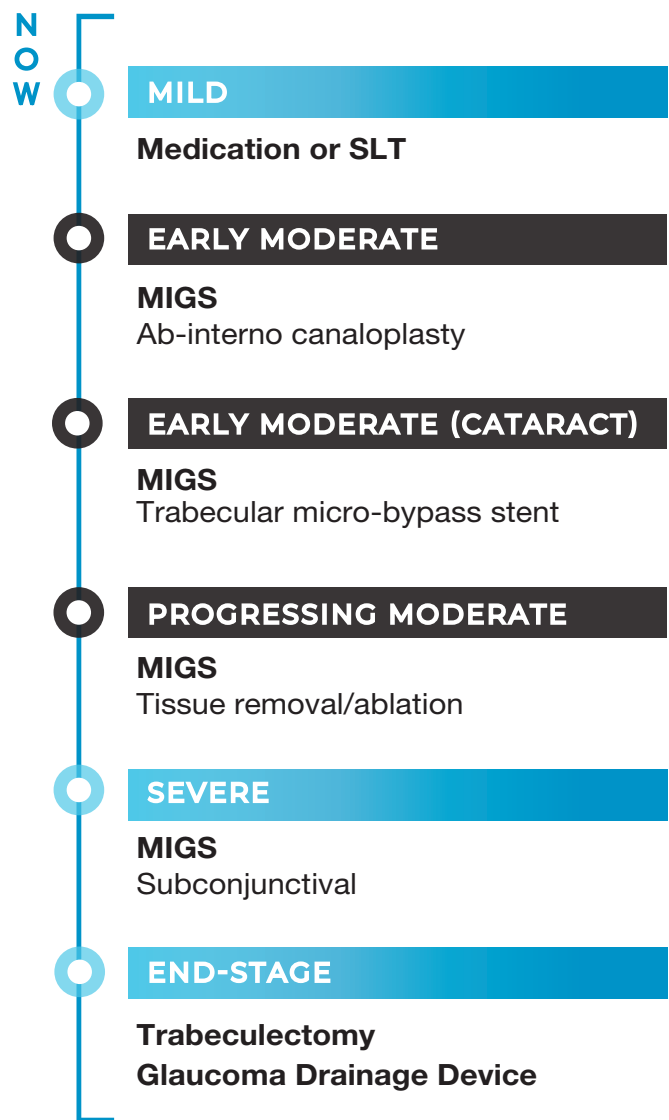 NOW
MILD
Medication or SLT
EARLY MODERATE
MIGS
Ab-interno canaloplasty
EARLY MODERATE (CATARACT)
MIGS
Trabecular micro-bypass stent
PROGRESSING MODERATE
MIGS
Tissue removal/ablation
SEVERE
MIGS
Subconjunctival
END-STAGE
Trabeculectomy
Glaucoma Drainage Device